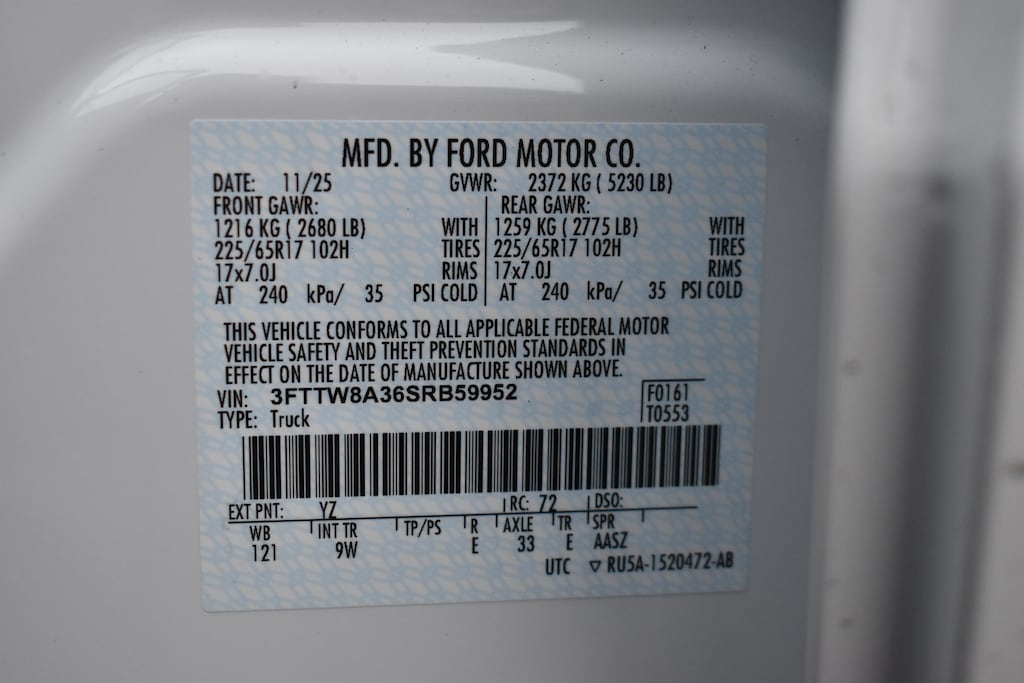 MFD. BY FORD MOTOR CO.
DATE: 11/25 GVWR: 2372 KG ( 5230 LB)
FRONT GAWR: REAR GAWR:
1216 KG ( 2680 LB) WITH 1259 KG ( 2775 LB) WITH
225/65R17 102H TIRES 225/65R17 102H TIRES
17x7.0J RIMS 17x7.0J RIMS
AT 240 kPa/ 35 PSI COLD AT 240 kPa/ 35 PSI COLD
THIS VEHICLE CONFORMS TO ALL APPLICABLE FEDERAL MOTOR
VEHICLE SAFETY AND THEFT PREVENTION STANDARDS IN
EFFECT ON THE DATE OF MANUFACTURE SHOWN ABOVE.
VIN: 3FTTW8A36SRB59952 F0161
TYPE: Truck T0553
EXT PNT: YZ RC: 72 DSO:
WB INT TR TP/PS R AXLE TR SPR
121 9W E 33 E AASZ
UTC ▽ RU5A-1520472-AB